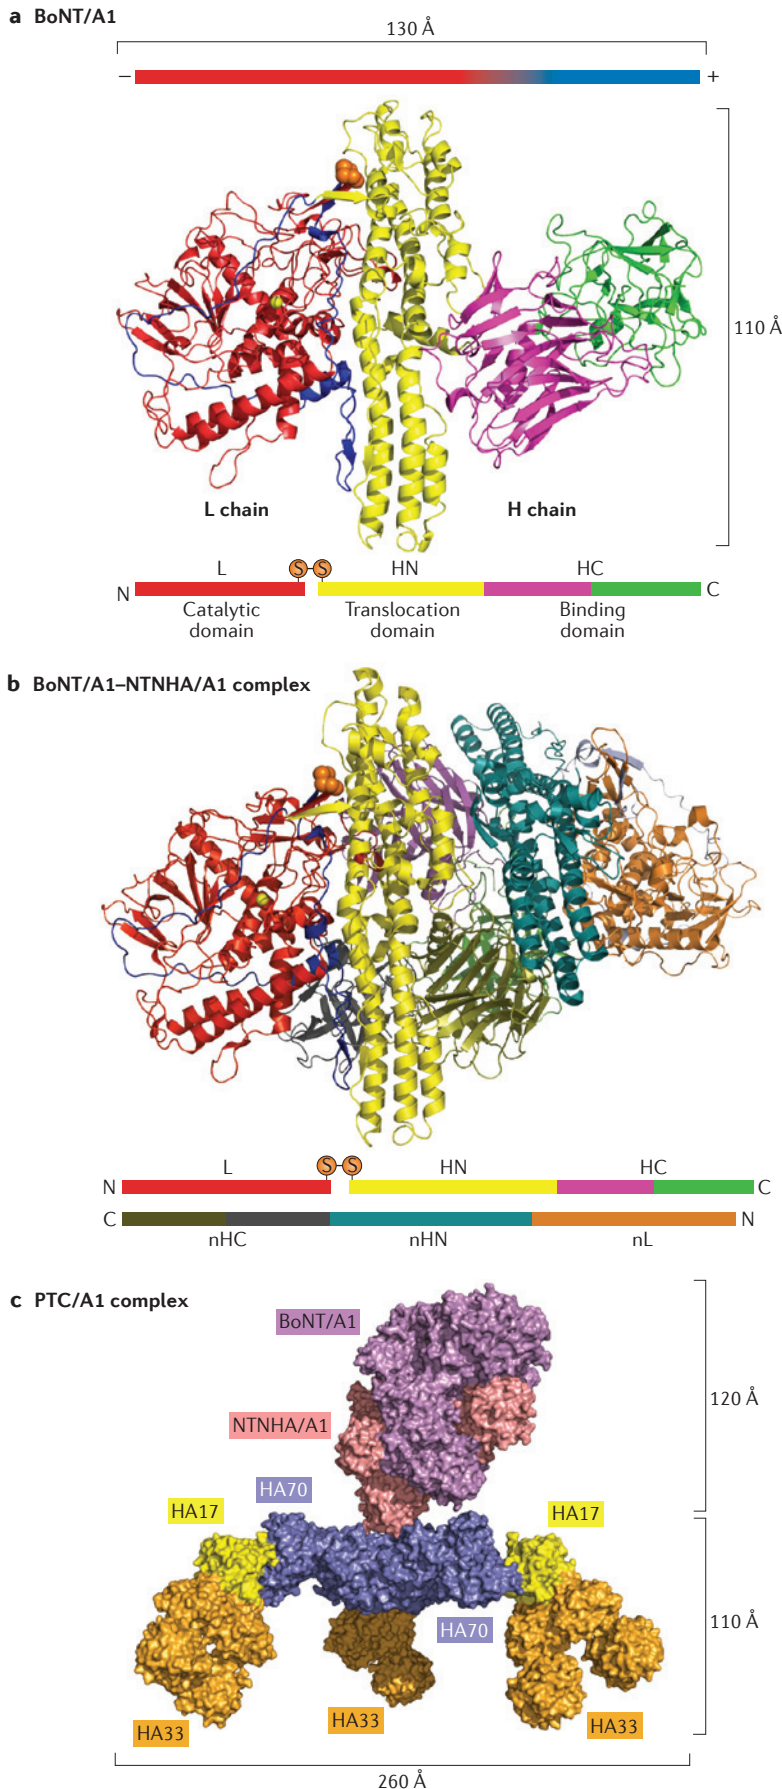 a BoNT/A1
130 Å
− +
110 Å
L chain H chain
L S S HN HC
N C
Catalytic domain
Translocation domain
Binding domain
b BoNT/A1–NTNHA/A1 complex
L S S HN HC
N C
C N
nHC nHN nL
c PTC/A1 complex
BoNT/A1
120 Å
NTNHA/A1
HA70
HA17 HA17
110 Å
HA70
HA33
HA33
HA33
260 Å